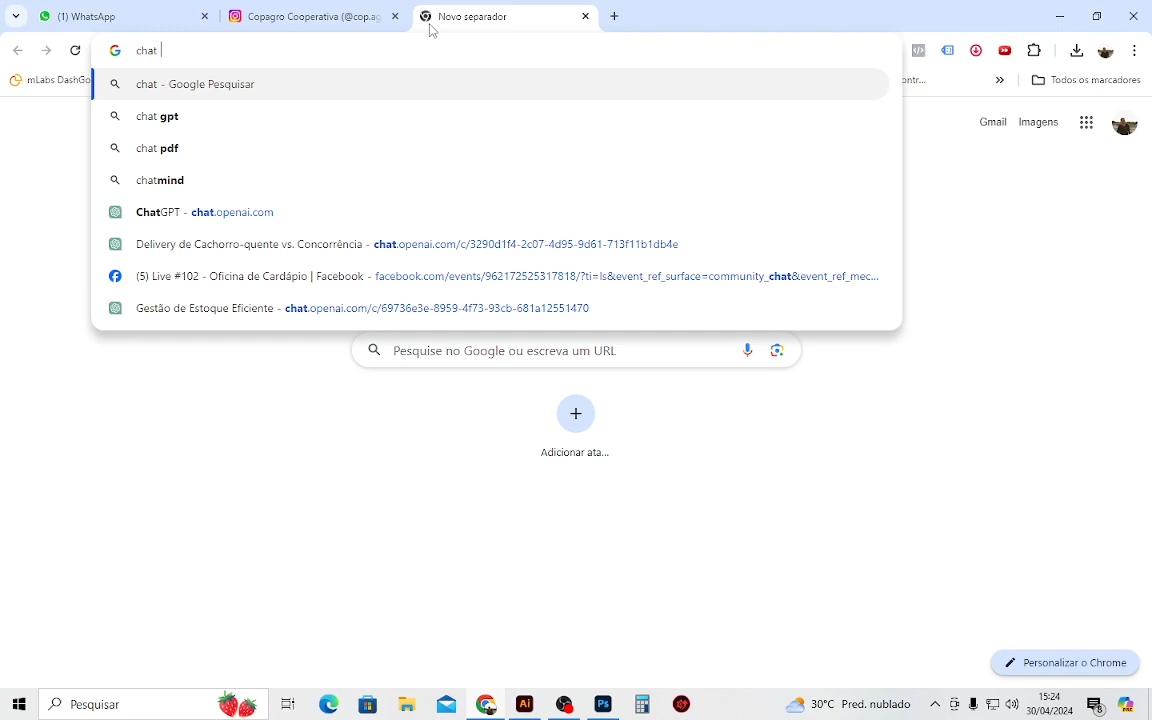 (1) WhatsApp
Copagro Cooperativa (@cop.ag
Novo separador
chat
mLabs DashGo
ontr...
Todos os marcadores
chat - Google Pesquisar
chat gpt
chat pdf
chatmind
ChatGPT - chat.openai.com
Delivery de Cachorro-quente vs. Concorrência - chat.openai.com/c/3290d1f4-2c07-4d95-9d61-713f11b1db4e
(5) Live #102 - Oficina de Cardápio | Facebook - facebook.com/events/962172525317818/?ti=ls&event_ref_surface=community_chat&event_ref_mec...
Gestão de Estoque Eficiente - chat.openai.com/c/69736e3e-8959-4f73-93cb-681a12551470
Gmail Imagens
Pesquise no Google ou escreva um URL
Adicionar ata...
Personalizar o Chrome
Pesquisar
Ai
Ps
30°C Pred. nublado
15:24
30/04/2024
8